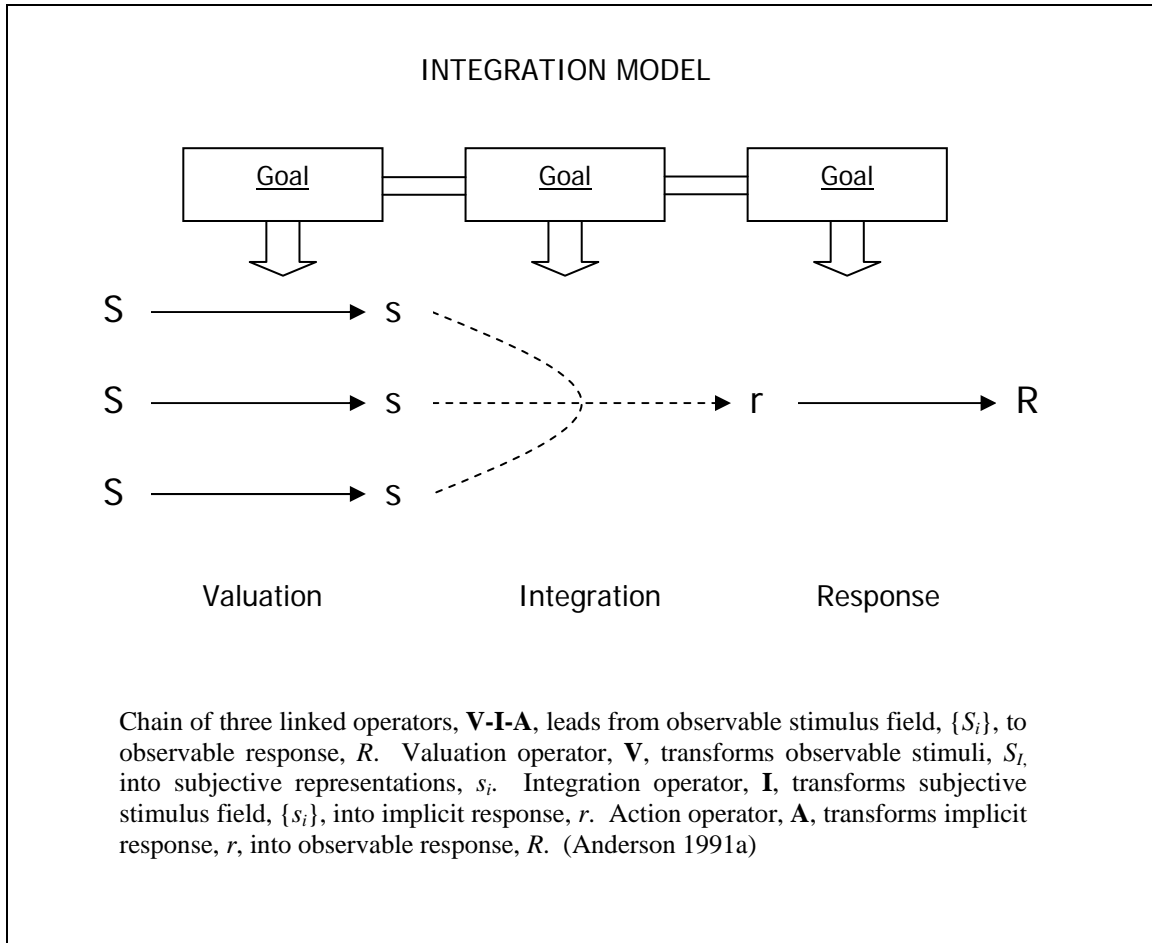 INTEGRATION MODEL
Goal Goal Goal
S s
S s r R
S s
Valuation Integration Response
Chain of three linked operators, V-I-A, leads from observable stimulus field, {Si}, to
observable response, R. Valuation operator, V, transforms observable stimuli, SI,
into subjective representations, si. Integration operator, I, transforms subjective
stimulus field, {si}, into implicit response, r. Action operator, A, transforms implicit
response, r, into observable response, R. (Anderson 1991a)